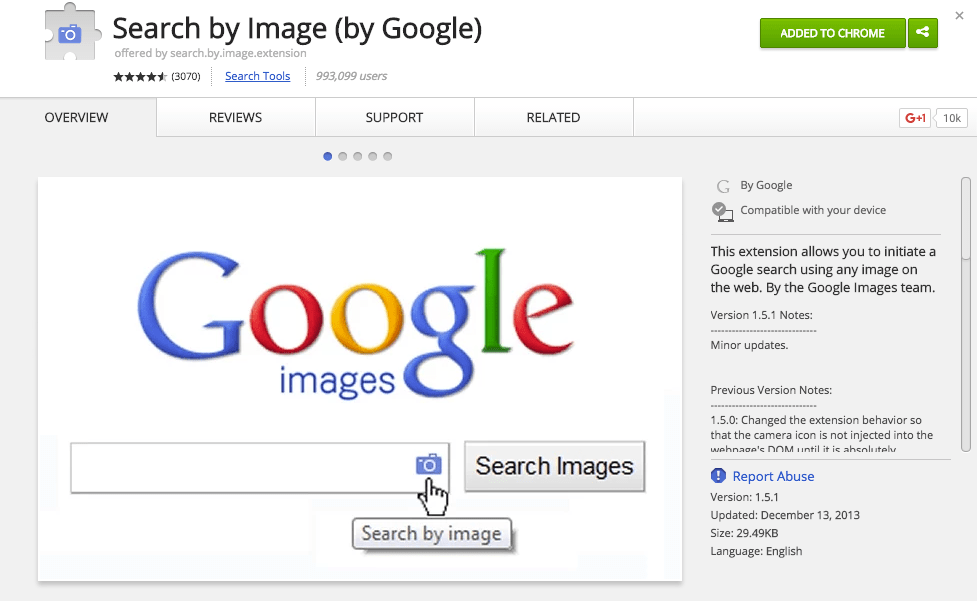 Search by Image (by Google)
offered by search.by.image.extension
(3070)
Search Tools
993,099 users
ADDED TO CHROME
OVERVIEW
REVIEWS
SUPPORT
RELATED
G+1
10k
Google
images
Search Images
Search by image
G
By Google
Compatible with your device
This extension allows you to initiate a
Google search using any image on
the web. By the Google Images team.
Version 1.5.1 Notes:
------------------------------
Minor updates.
Previous Version Notes:
------------------------------
1.5.0: Changed the extension behavior so
that the camera icon is not injected into the
webpage's DOM until it is absolutely
Report Abuse
Version: 1.5.1
Updated: December 13, 2013
Size: 29.49KB
Language: English